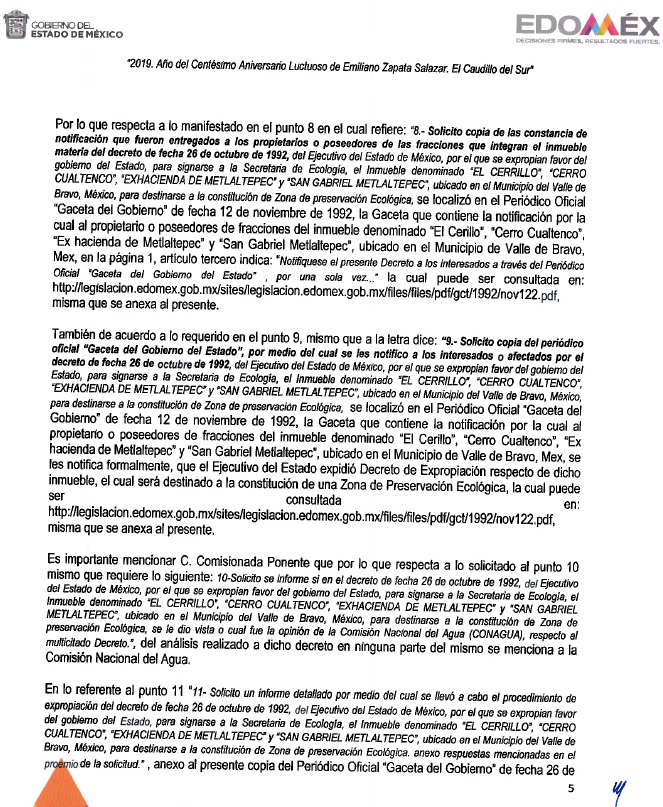 GOBIERNO DEL
ESTADO DE MÉXICO
EDOMÉX
DECISIONES FIRMES, RESULTADOS FUERTES.
"2019. Año del Centésimo Aniversario Luctuoso de Emiliano Zapata Salazar. El Caudillo del Sur"
Por lo que respecta a lo manifestado en el punto 8 en el cual refiere: "8.- Solicito copia de las constancia de
notificación que fueron entregados a los propietarios o poseedores de las fracciones que integran el inmueble
materia del decreto de fecha 26 de octubre de 1992, del Ejecutivo del Estado de México, por el que se expropian favor del
gobierno del Estado, para signarse a la Secretaria de Ecología, el Inmueble denominado "EL CERRILLO", "CERRO
CUALTENCO", "EXHACIENDA DE METLALTEPEC" y "SAN GABRIEL METLALTEPEC", ubicado en el Municipio del Valle de
Bravo, México, para destinarse a la constitución de Zona de preservación Ecológica, se localizó en el Periódico Oficial
"Gaceta del Gobierno" de fecha 12 de noviembre de 1992, la Gaceta que contiene la notificación por la
cual al propietario o poseedores de fracciones del inmueble denominado "El Cerillo", "Cerro Cualtenco",
"Ex hacienda de Metlaltepec" y "San Gabriel Metlaltepec", ubicado en el Municipio de Valle de Bravo,
Mex, en la página 1, artículo tercero indica: "Notifíquese el presente Decreto a los interesados a través del Periódico
Oficial "Gaceta del Gobierno del Estado" , por una sola vez..." la cual puede ser consultada en:
http://legislacion.edomex.gob.mx/sites/legislacion.edomex.gob.mx/files/files/pdf/gct/1992/nov122.pdf,
misma que se anexa al presente.
También de acuerdo a lo requerido en el punto 9, mismo que a la letra dice: "9.- Solicito copia del periódico
oficial "Gaceta del Gobierno del Estado", por medio del cual se les notifico a los interesados o afectados por el
decreto de fecha 26 de octubre de 1992, del Ejecutivo del Estado de México, por el que se expropian favor del gobierno del
Estado, para signarse a la Secretaria de Ecología, el Inmueble denominado "EL CERRILLO", "CERRO CUALTENCO",
"EXHACIENDA DE METLALTEPEC" y "SAN GABRIEL METLALTEPEC", ubicado en el Municipio del Valle de Bravo, México,
para destinarse a la constitución de Zona de preservación Ecológica, se localizó en el Periódico Oficial "Gaceta del
Gobierno" de fecha 12 de noviembre de 1992, la Gaceta que contiene la notificación por la cual al
propietario o poseedores de fracciones del inmueble denominado "El Cerillo", "Cerro Cualtenco", "Ex
hacienda de Metlaltepec" y "San Gabriel Metlaltepec", ubicado en el Municipio de Valle de Bravo, Mex, se
les notifica formalmente, que el Ejecutivo del Estado expidió Decreto de Expropiación respecto de dicho
inmueble, el cual será destinado a la constitución de una Zona de Preservación Ecológica, la cual puede
ser consultada en:
http://legislacion.edomex.gob.mx/sites/legislacion.edomex.gob.mx/files/files/pdf/gct/1992/nov122.pdf,
misma que se anexa al presente.
Es importante mencionar C. Comisionada Ponente que por lo que respecta a lo solicitado al punto 10
mismo que requiere lo siguiente: 10-Solicito se informe si en el decreto de fecha 26 de octubre de 1992, del Ejecutivo
del Estado de México, por el que se expropian favor del gobierno del Estado, para signarse a la Secretaria de Ecología, el
Inmueble denominado "EL CERRILLO", "CERRO CUALTENCO", "EXHACIENDA DE METLALTEPEC" y "SAN GABRIEL
METLALTEPEC", ubicado en el Municipio del Valle de Bravo, México, para destinarse a la constitución de Zona de
preservación Ecológica, se le dio vista o cual fue la opinión de la Comisión Nacional del Agua (CONAGUA), respecto al
multicitado Decreto.", del análisis realizado a dicho decreto en ninguna parte del mismo se menciona a la
Comisión Nacional del Agua.
En lo referente al punto 11 "11- Solicito un informe detallado por medio del cual se llevó a cabo el procedimiento de
expropiación del decreto de fecha 26 de octubre de 1992, del Ejecutivo del Estado de México, por el que se expropian favor
del gobierno del Estado, para signarse a la Secretaria de Ecología, el Inmueble denominado "EL CERRILLO", "CERRO
CUALTENCO", "EXHACIENDA DE METLALTEPEC" y "SAN GABRIEL METLALTEPEC", ubicado en el Municipio del Valle de
Bravo, México, para destinarse a la constitución de Zona de preservación Ecológica. anexo respuestas mencionadas en el
proemio de la solicitud." , anexo al presente copia del Periódico Oficial "Gaceta del Gobierno" de fecha 26 de
5